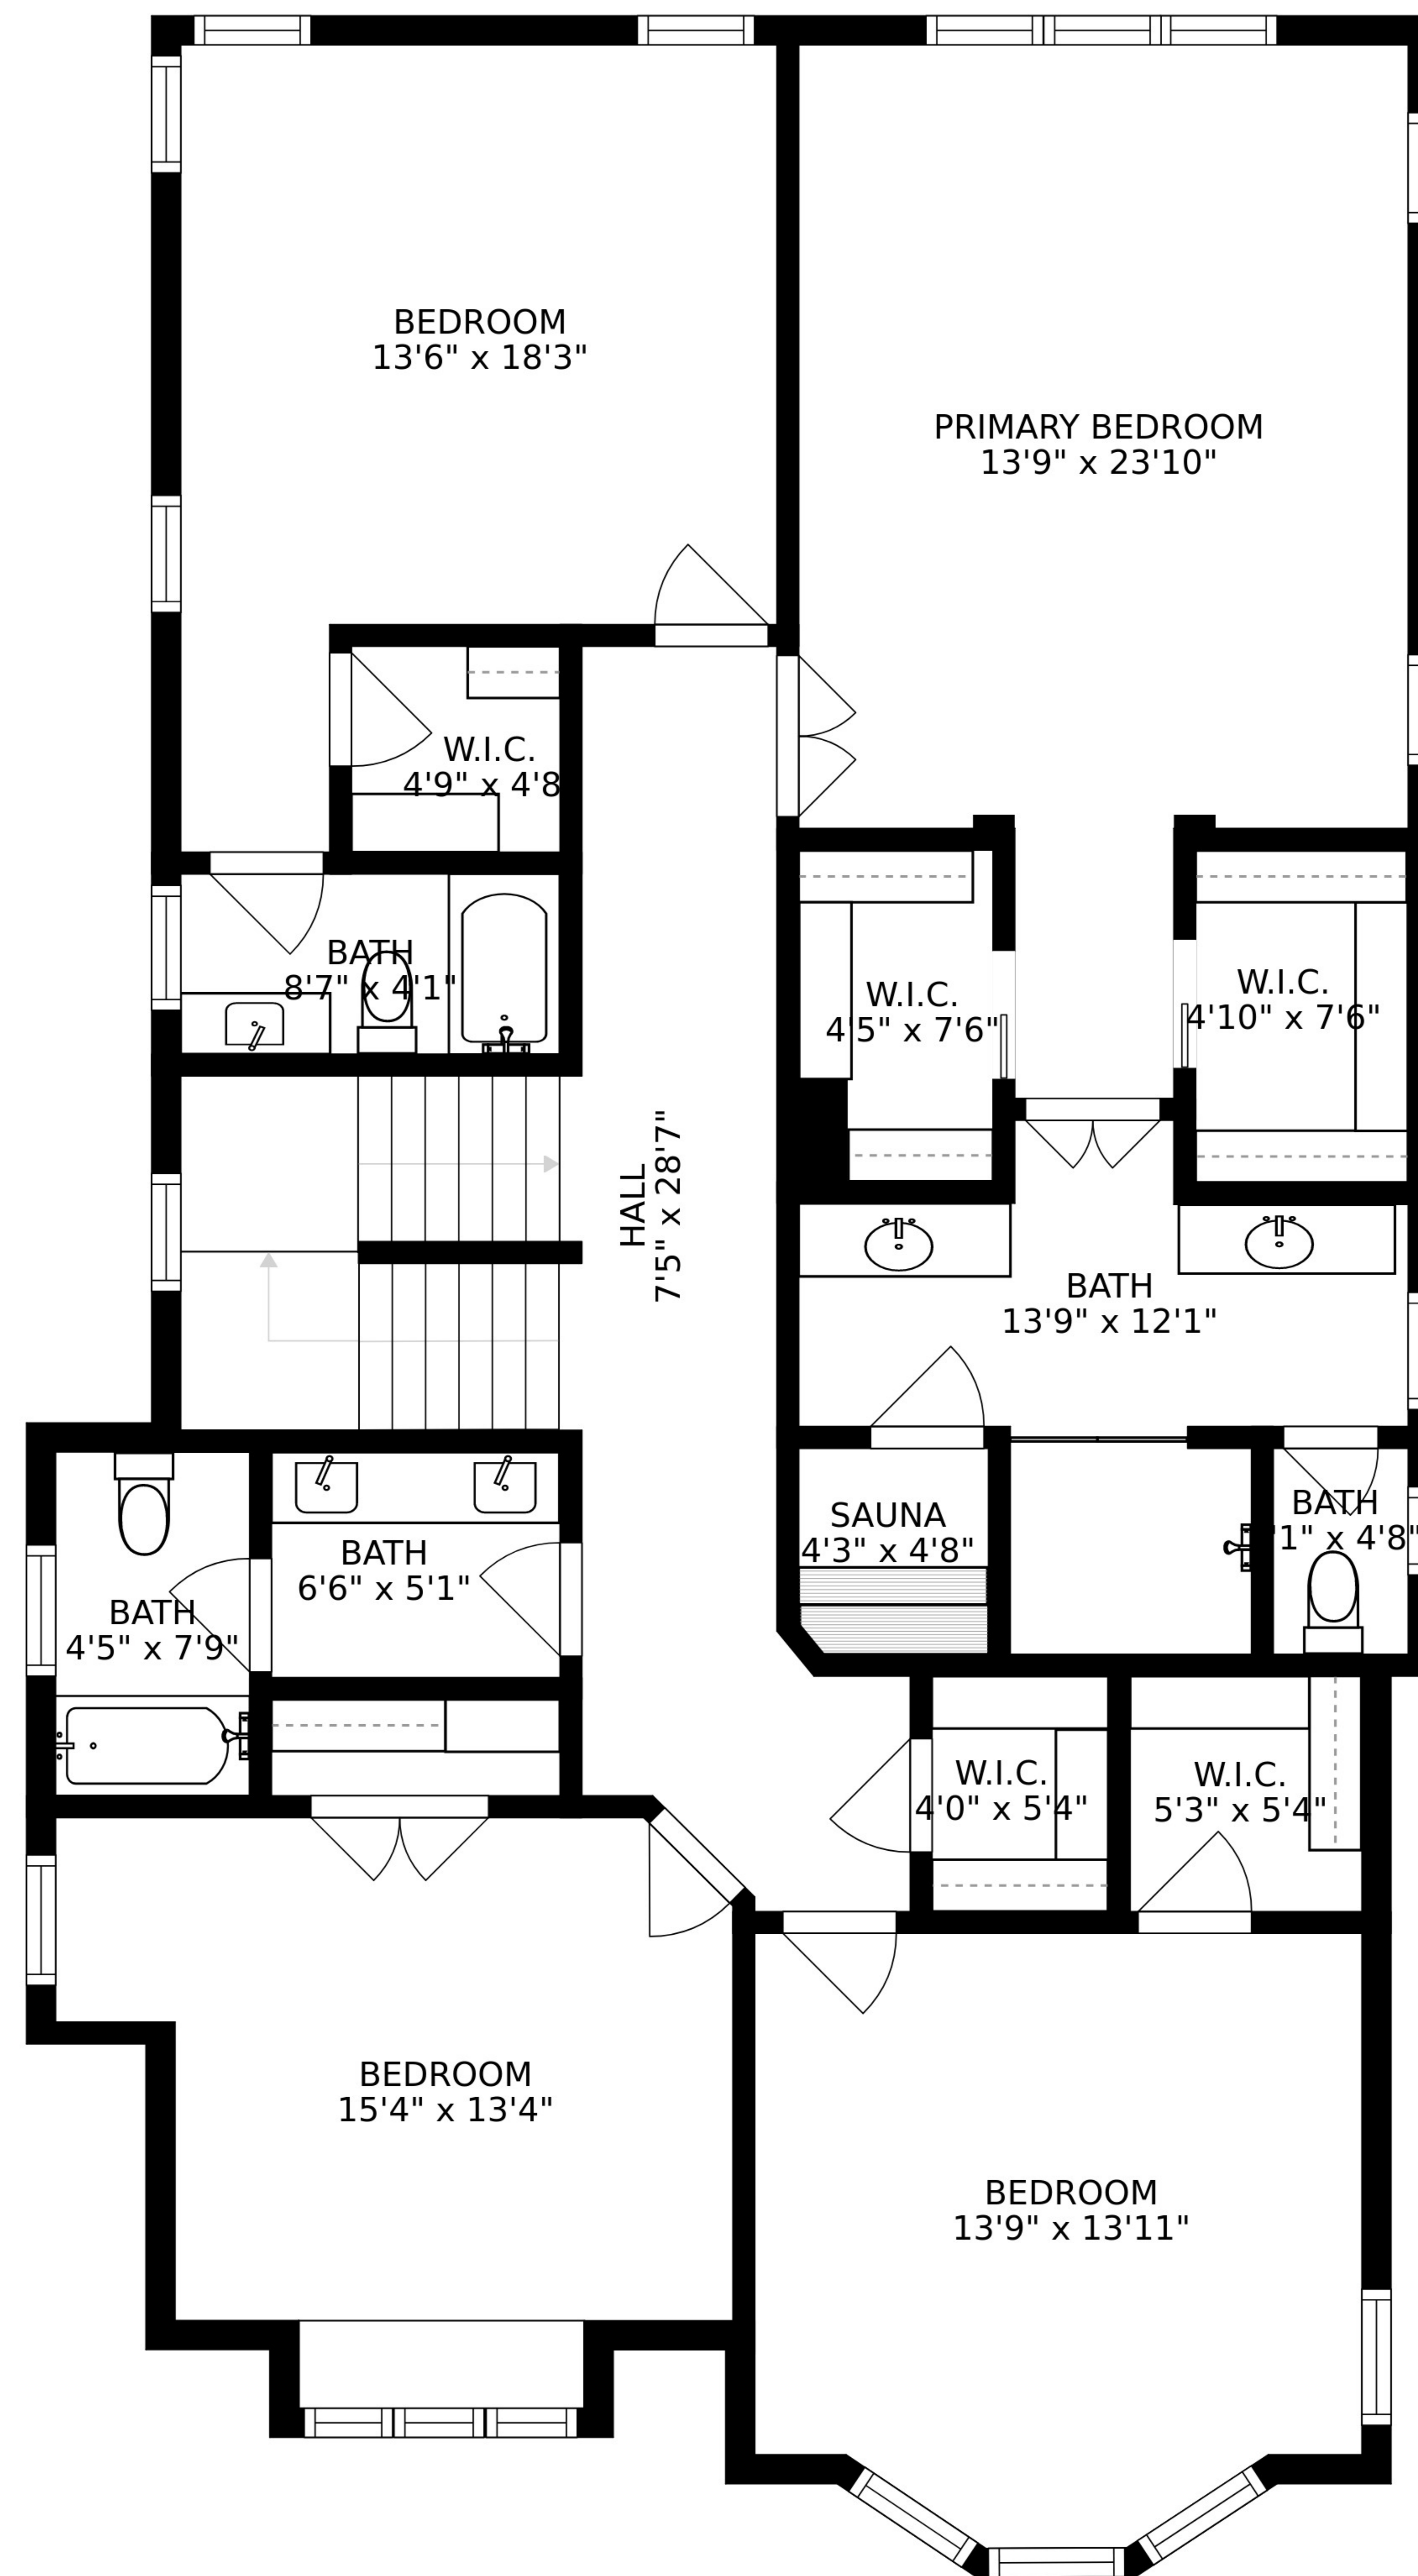 BEDROOM
13'6" x 18'3"
PRIMARY BEDROOM
13'9" x 23'10"
W.I.C.
4'9" x 4'8
BATH
8'7" x 4'1"
W.I.C.
4'5" x 7'6"
W.I.C.
4'10" x 7'6"
HALL
7'5" x 28'7"
BATH
13'9" x 12'1"
SAUNA
4'3" x 4'8"
BATH
1" x 4'8"
BATH
6'6" x 5'1"
BATH
4'5" x 7'9"
W.I.C.
4'0" x 5'4"
W.I.C.
5'3" x 5'4"
BEDROOM
15'4" x 13'4"
BEDROOM
13'9" x 13'11"